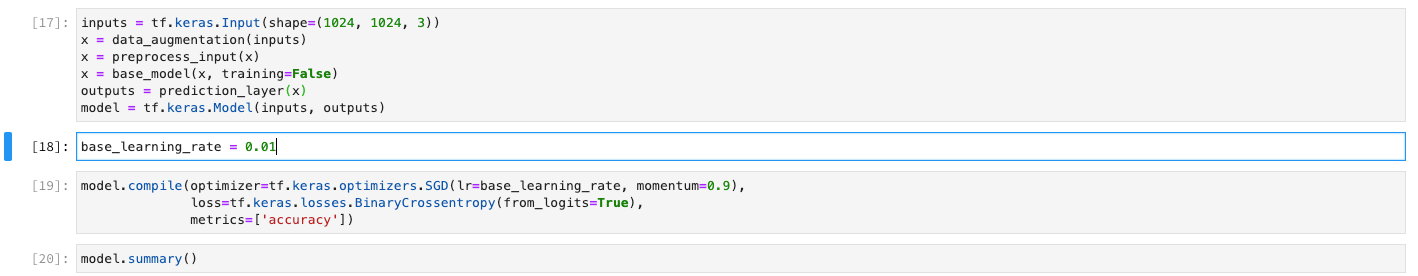 [17]: inputs = tf.keras.Input(shape=(1024, 1024, 3))
x = data_augmentation(inputs)
x = preprocess_input(x)
x = base_model(x, training=False)
outputs = prediction_layer(x)
model = tf.keras.Model(inputs, outputs)
[18]: base_learning_rate = 0.01
[19]: model.compile(optimizer=tf.keras.optimizers.SGD(lr=base_learning_rate, momentum=0.9),
loss=tf.keras.losses.BinaryCrossentropy(from_logits=True),
metrics=['accuracy'])
[20]: model.summary()